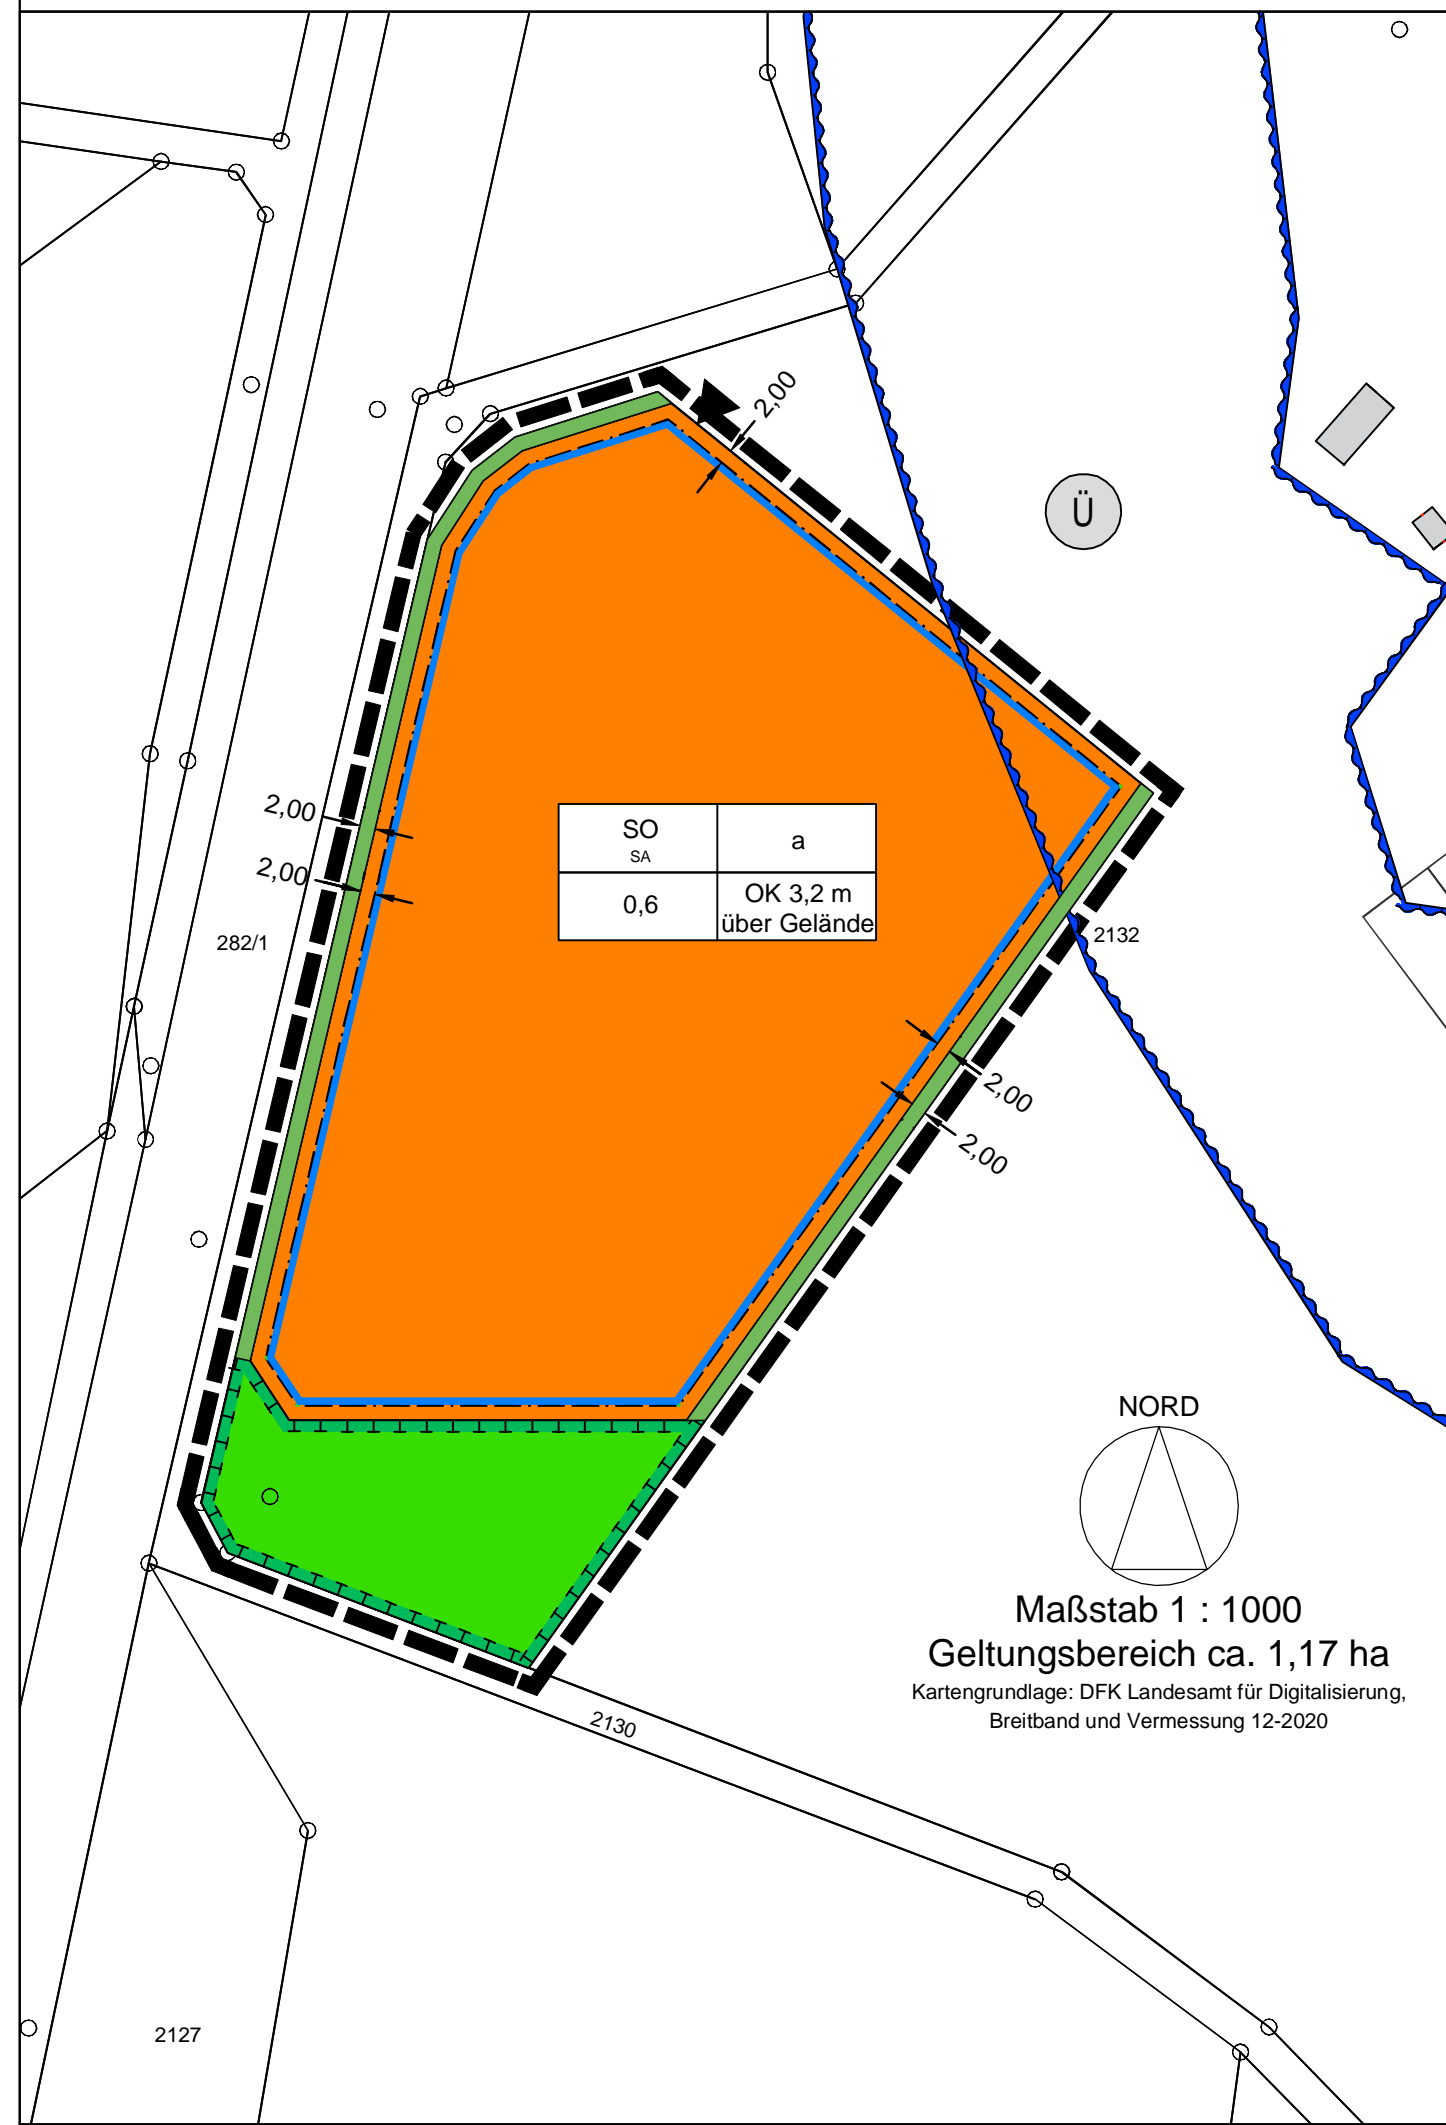 2,00
Ü
2,00
2,00
SO
SA
a
0,6
OK 3,2 m
über Gelände
282/1
2132
2,00
2,00
NORD
Maßstab 1 : 1000
Geltungsbereich ca. 1,17 ha
Kartengrundlage: DFK Landesamt für Digitalisierung,
Breitband und Vermessung 12-2020
2130
2127